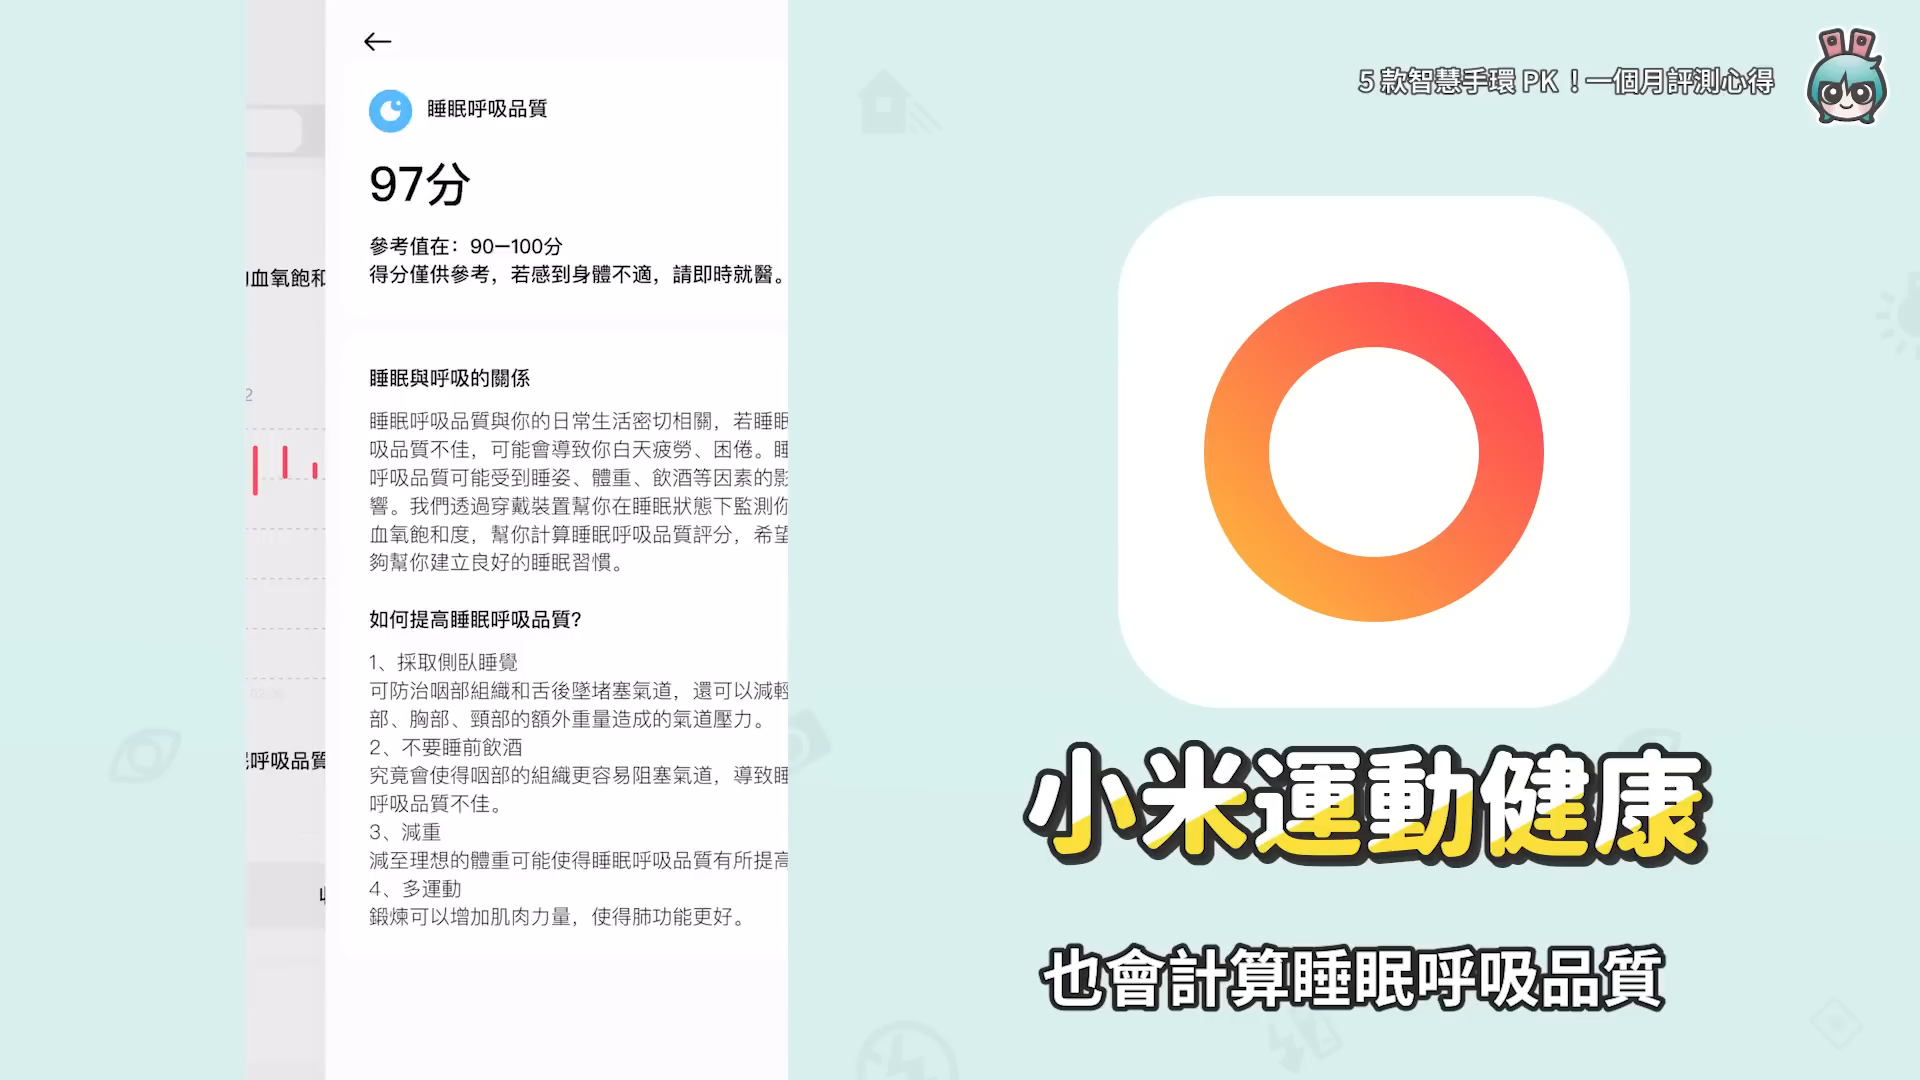 5 款智慧手環 PK！一個月評測心得
睡眠呼吸品質
97分
參考值在：90—100分
得分僅供參考，若感到身體不適，請即時就醫。
血氧飽和
2
呼吸品質
睡眠與呼吸的關係
睡眠呼吸品質與你的日常生活密切相關，若睡眠
吸品質不佳，可能會導致你白天疲勞、困倦。睡
呼吸品質可能受到睡姿、體重、飲酒等因素的影
響。我們透過穿戴裝置幫你在睡眠狀態下監測你
血氧飽和度，幫你計算睡眠呼吸品質評分，希望
夠幫你建立良好的睡眠習慣。
如何提高睡眠呼吸品質?
1、採取側臥睡覺
可防治咽部組織和舌後墜堵塞氣道，還可以減輕
部、胸部、頸部的額外重量造成的氣道壓力。
2、不要睡前飲酒
究竟會使得咽部的組織更容易阻塞氣道，導致睡
呼吸品質不佳。
3、減重
減至理想的體重可能使得睡眠呼吸品質有所提高
4、多運動
鍛煉可以增加肌肉力量，使得肺功能更好。
小米運動健康
也會計算睡眠呼吸品質